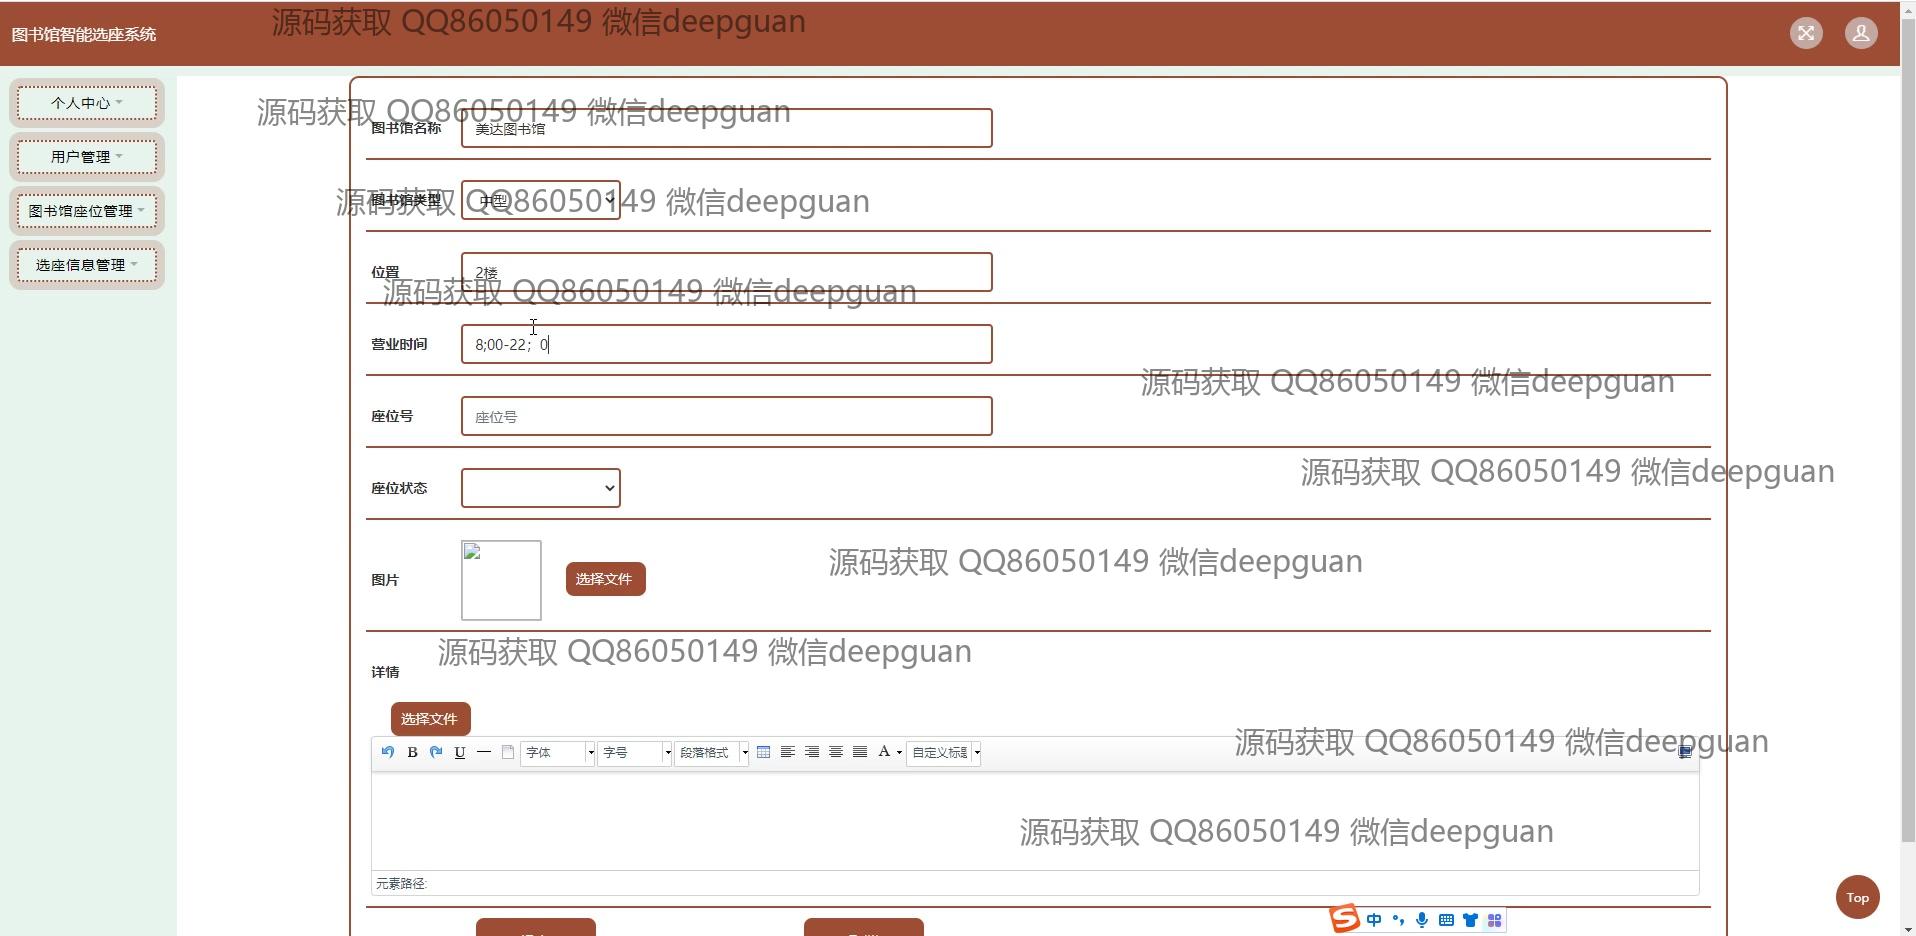 源码获取 QQ86050149 微信deepguan
图书馆智能选座系统
个人中心
用户管理
图书馆座位管理
选座信息管理
源码获取 QQ86050149 微信deepguan
图书馆名称 美达图书馆
源码获取 QQ86050149 微信deepguan
图书馆类型 中型
位置 2楼
源码获取 QQ86050149 微信deepguan
营业时间 8;00-22；0
源码获取 QQ86050149 微信deepguan
座位号 座位号
源码获取 QQ86050149 微信deepguan
座位状态
源码获取 QQ86050149 微信deepguan
图片 选择文件
源码获取 QQ86050149 微信deepguan
详情
选择文件
源码获取 QQ86050149 微信deepguan
B U 字体 字号 段落格式 A 自定义标题
源码获取 QQ86050149 微信deepguan
元素路径:
Top
S 中